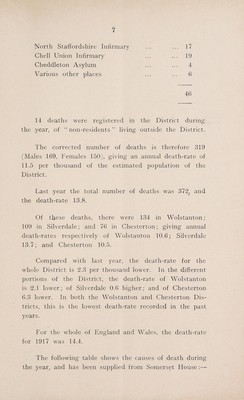 7
North Staffordshire Infirmary ... ... 17
Chell Union Infirmary ... ... 19
Cheddleton Asylum ... ... 4
Various other places ... ... 6
46
14 deaths were registered in the District during
the year, of "non-residents" living outside the District.
The corrected number of deaths is therefore 319
(Males 169, Females 150), giving an annual death-rate of
11.5 per thousand of the estimated population of the
District.
Last year the total number of deaths was 372, and
the death-rate 13.8.
Of these deaths, there were 134 in Wolstanton;
109 in Silverdale; and 76 in Chesterton; giving annual
death-rates respectively of Wolstanton 10.6; Silverdale
13.7; and Chesterton 10.5.
Compared with last year, the death-rate for the
whole District is 2.3 per thousand lower. In the different
portions of the District, the death-rate of Wolstanton
is 2.1 lower; of Silverdale 0.6 higher; and of Chesterton
6.3 lower. In both the Wolstanton and Chesterton Dis-
tricts, this is the lowest death-rate recorded in the past
years.
For the whole of England and Wales, the death-rate
for 1917 was 14.4.
The following table shows the causes of death during
the year, and has been supplied from Somerset House:—